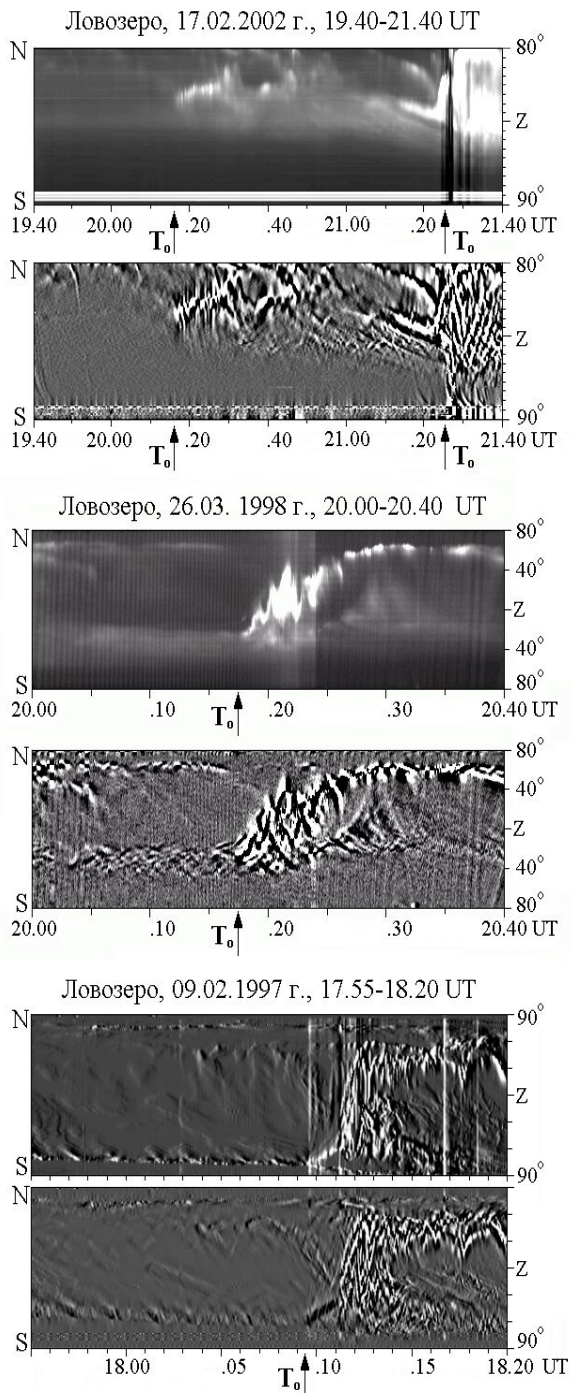 Ловозеро, 17.02.2002 г., 19.40-21.40 UT
N 80°
Z
S 90°
19.40 20.00 .20 .40 21.00 .20 21.40 UT
T₀ T₀
N 80°
Z
S 90°
19.40 20.00 .20 .40 21.00 .20 21.40 UT
T₀ T₀
Ловозеро, 26.03. 1998 г., 20.00-20.40 UT
N 80°
40°
Z
40°
S 80°
20.00 .10 .20 .30 20.40 UT
T₀
N 80°
40°
Z
40°
S 80°
20.00 .10 .20 .30 20.40 UT
T₀
Ловозеро, 09.02.1997 г., 17.55-18.20 UT
N 90°
Z
S 90°
N
Z
S 90°
18.00 .05 .10 .15 18.20 UT
T₀